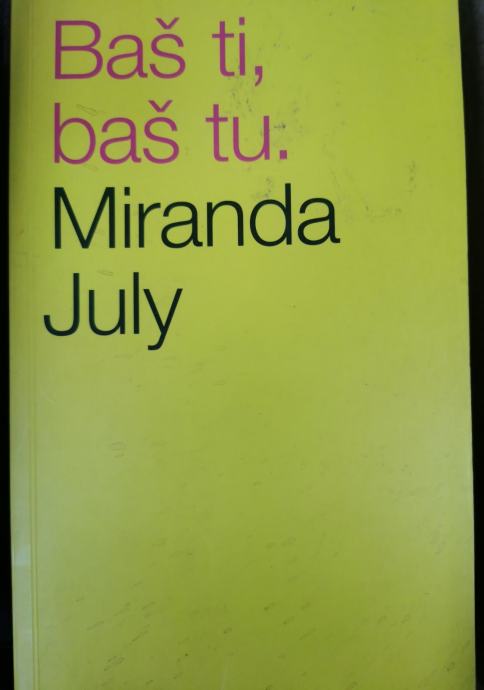 Baš ti,
baš tu.
Miranda
July